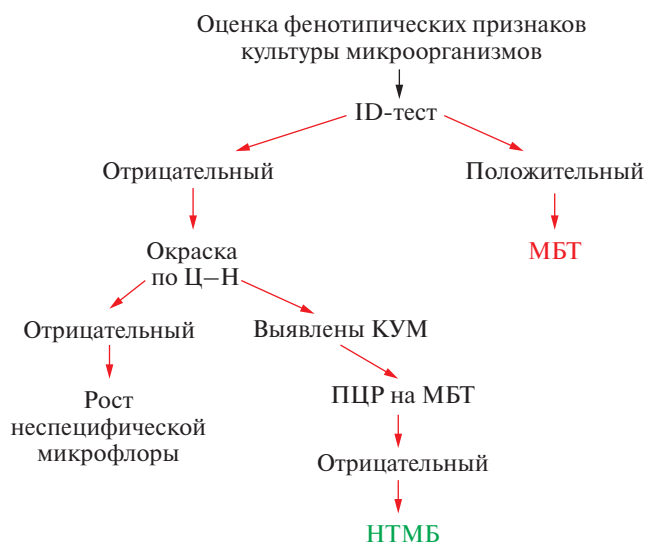 Оценка фенотипических признаков
культуры микроорганизмов
ID-тест
Отрицательный
Положительный
Окраска
по Ц–Н
МБТ
Отрицательный
Выявлены КУМ
Рост
неспецифической
микрофлоры
ПЦР на МБТ
Отрицательный
НТМБ